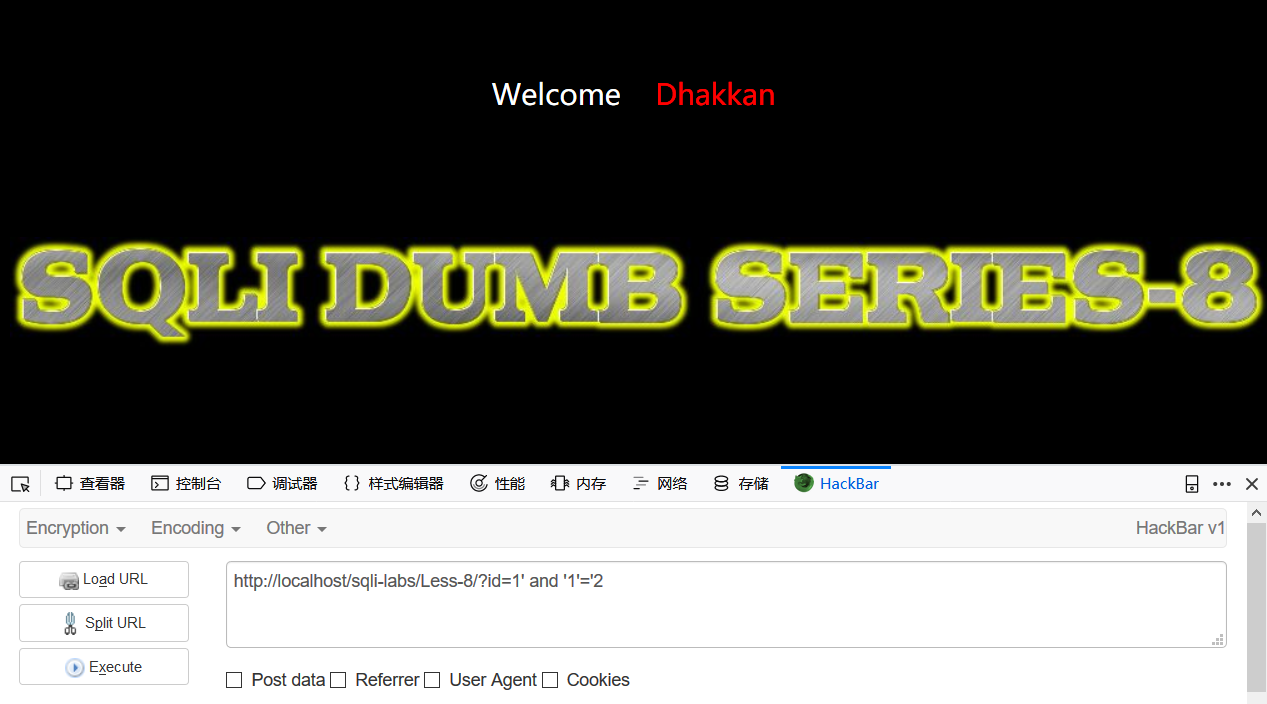 Welcome Dhakkan
SQLI DUMB SERIES-8
查看器 控制台 调试器 {} 样式编辑器 性能 内存 网络 存储 HackBar
Encryption Encoding Other HackBar v1
Load URL
http://localhost/sqli-labs/Less-8/?id=1' and '1'='2
Split URL
Execute
Post data Referrer User Agent Cookies